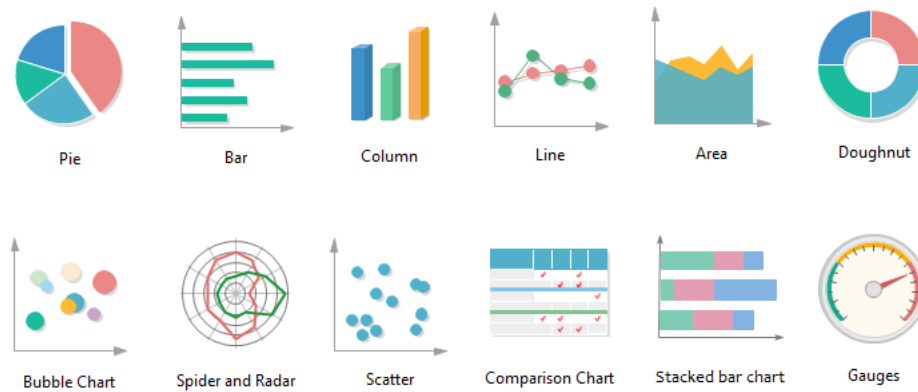 Pie
Bar
Column
Line
Area
Doughnut
Bubble Chart
Spider and Radar
Scatter
Comparison Chart
Stacked bar chart
Gauges